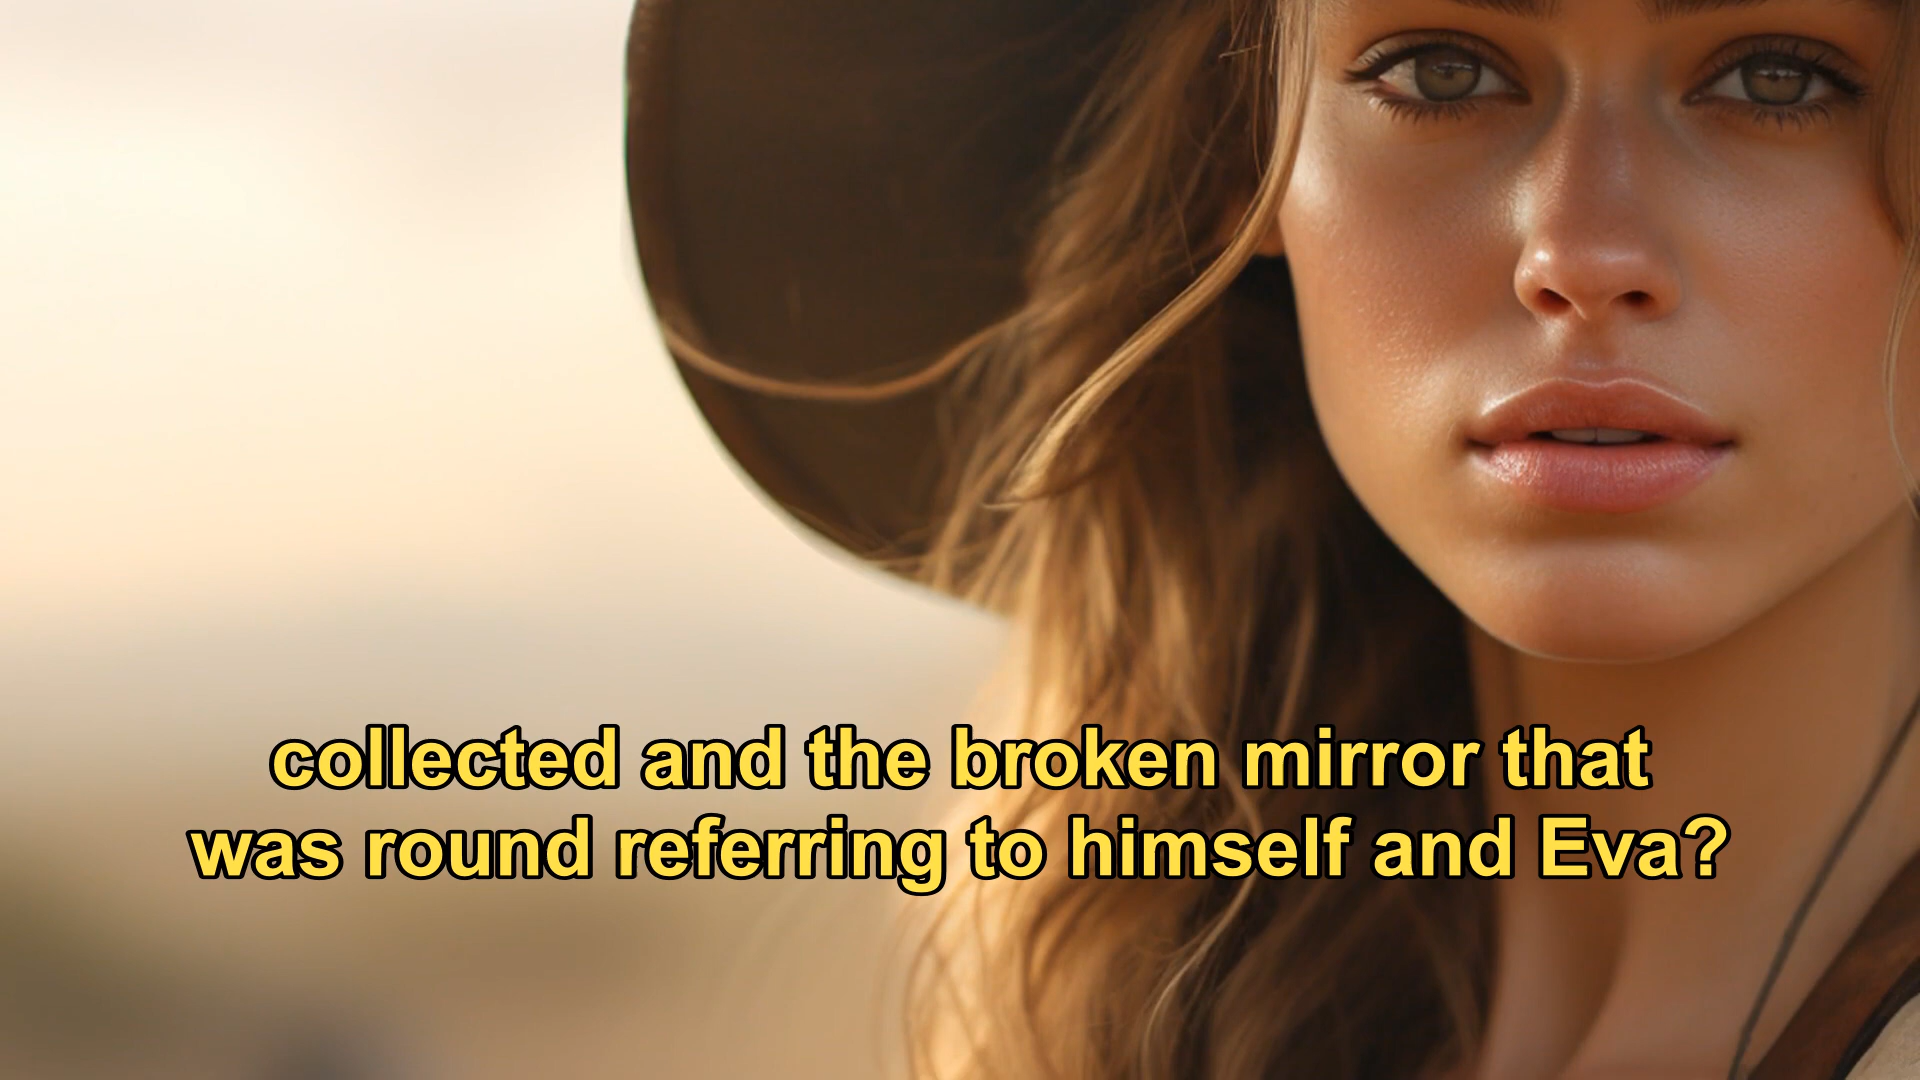 collected and the broken mirror that
was round referring to himself and Eva?